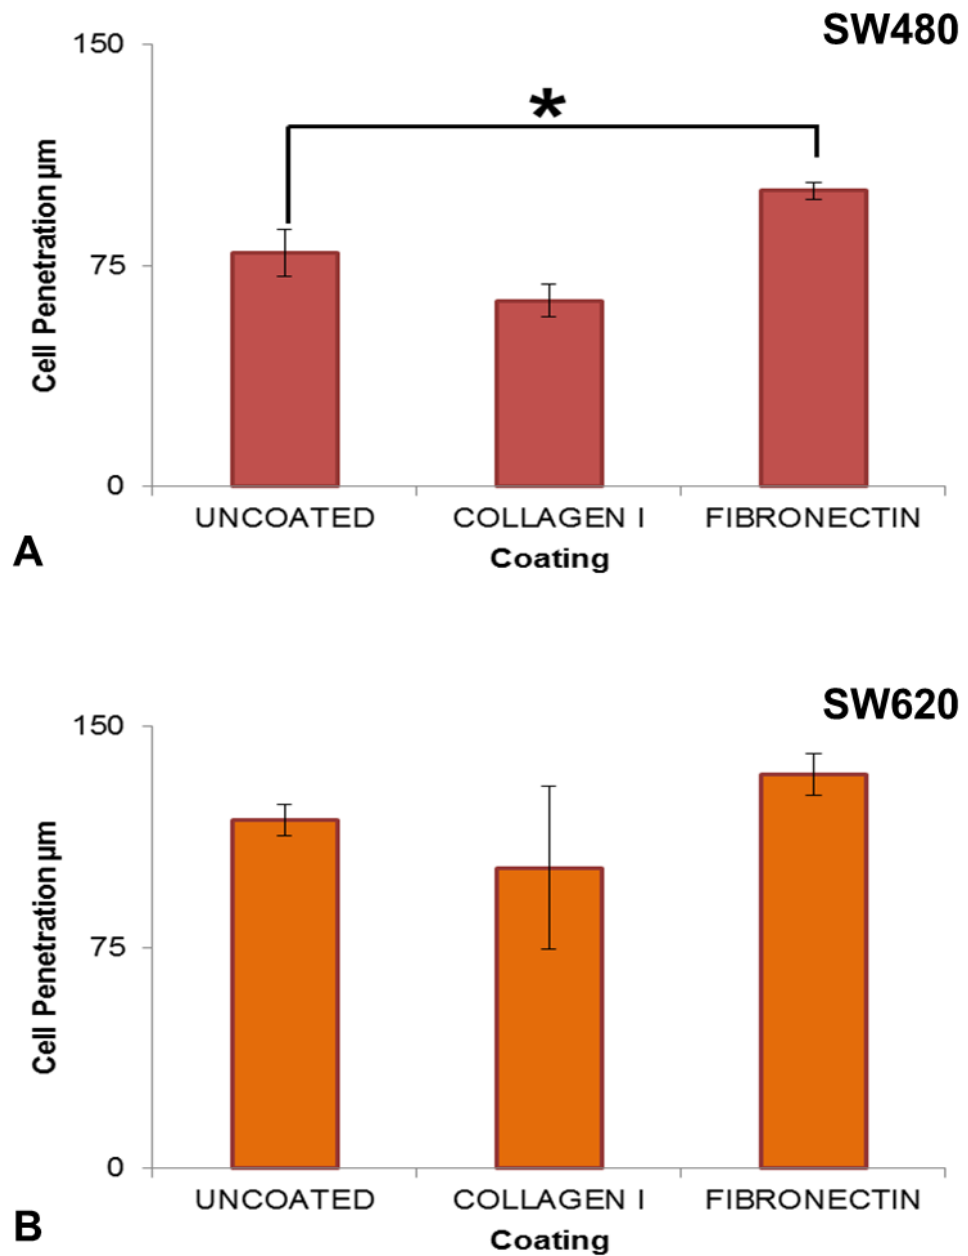 SW480
150
*
Cell Penetration µm
75
0
UNCOATED COLLAGEN I FIBRONECTIN
A
Coating
SW620
150
Cell Penetration µm
75
0
UNCOATED COLLAGEN I FIBRONECTIN
B
Coating